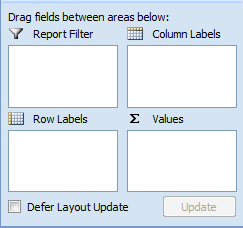 Drag fields between areas below:
Report Filter
Column Labels
Row Labels
Σ Values
Defer Layout Update
Update